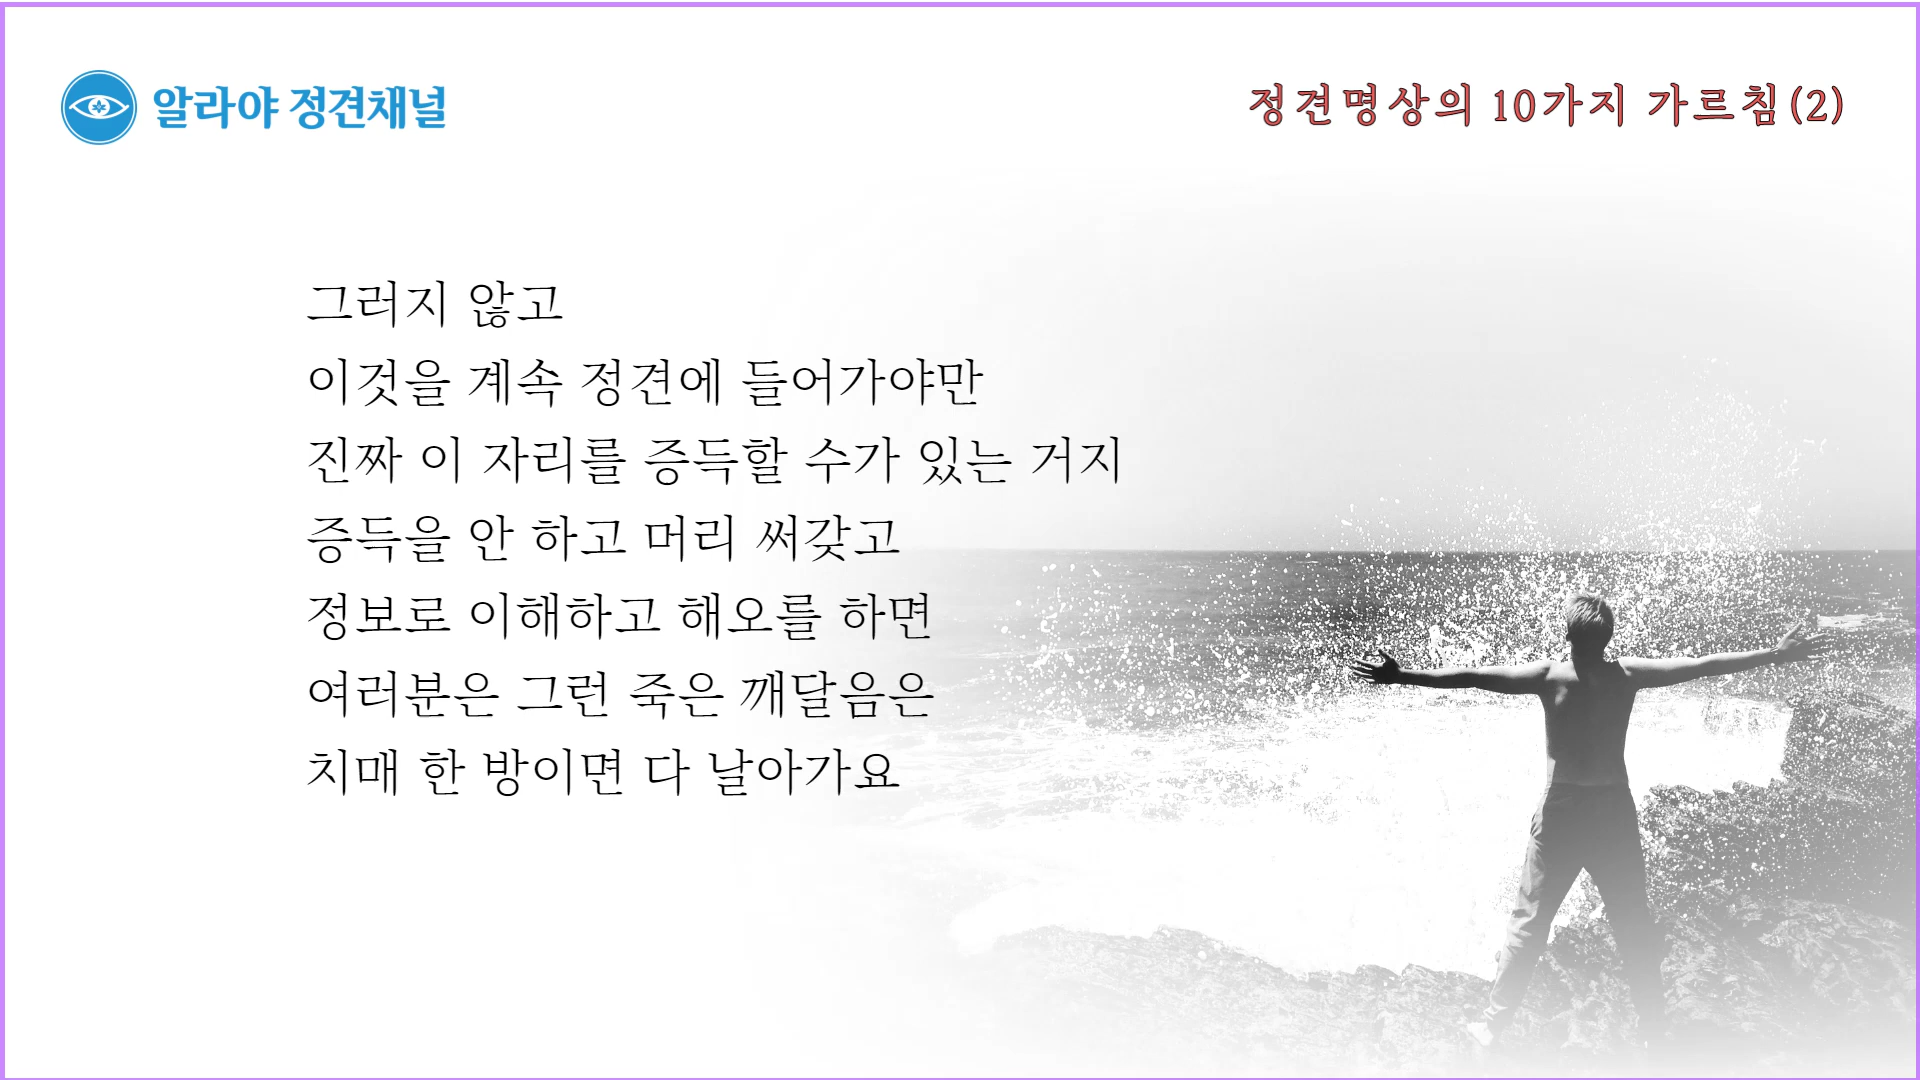 알라야 정견채널
정견명상의 10가지 가르침(2)
그러지 않고
이것을 계속 정견에 들어가야만
진짜 이 자리를 증득할 수가 있는 거지
증득을 안 하고 머리 써갖고
정보로 이해하고 해오를 하면
여러분은 그런 죽은 깨달음은
치매 한 방이면 다 날아가요